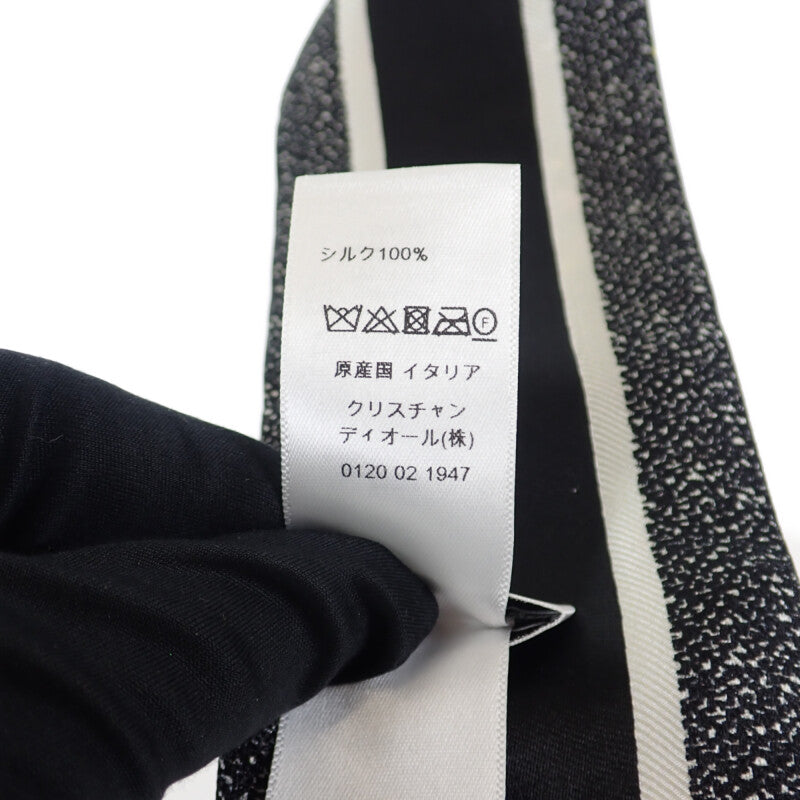 シルク100%
F
原産国 イタリア
クリスチャン
ディオール(株)
0120 02 1947